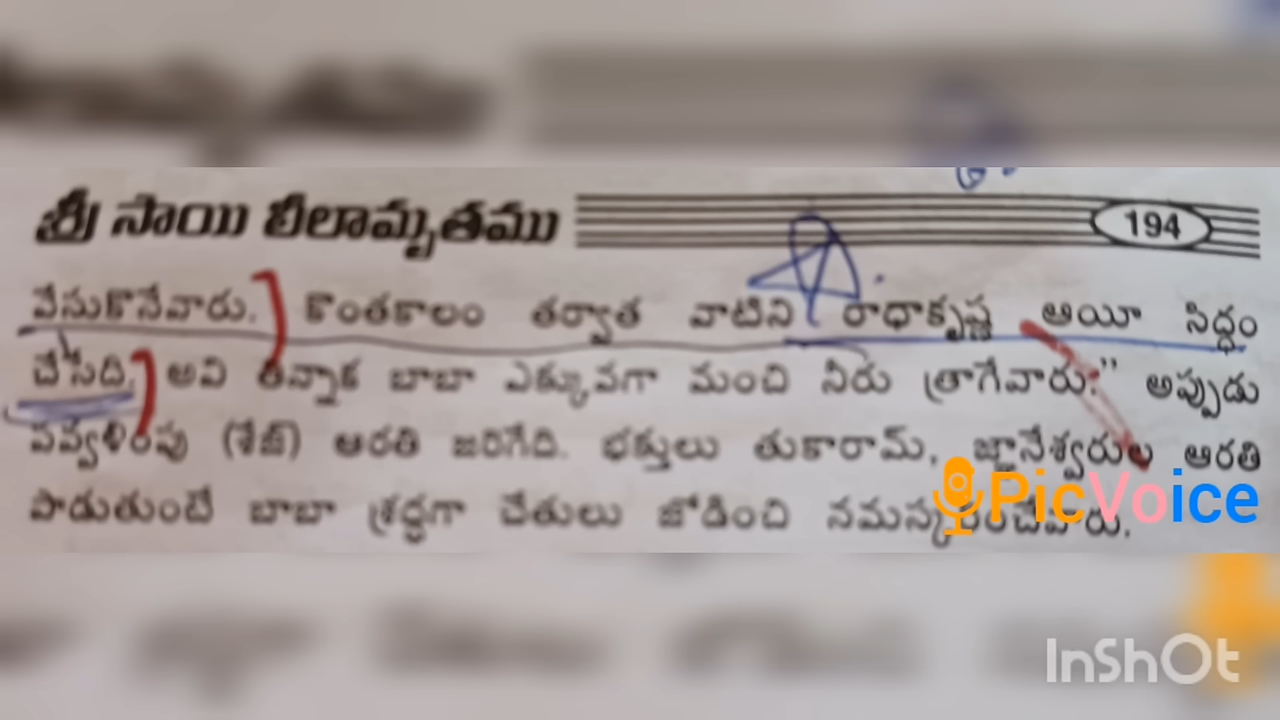 శ్రీ సాయి లీలామృతము 194
వేసుకొనేవారు. కొంతకాలం తర్వాత వాటిని రాధాకృష్ణ ఆయీ సిద్ధం
చేసేది. అవి తిన్నాక బాబా ఎక్కువగా మంచి నీరు త్రాగేవారు." అప్పుడు
పవ్వళింపు (శేజ్) ఆరతి జరిగేది. భక్తులు తుకారామ్, జ్ఞానేశ్వరుల ఆరతి
పాడుతుంటే బాబా శ్రద్ధగా చేతులు జోడించి నమస్కరించేవారు.
PicVoice
InShOt